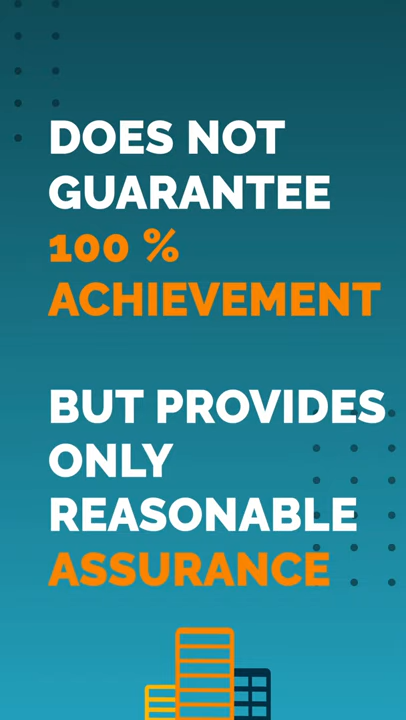 DOES NOT
GUARANTEE
100 %
ACHIEVEMENT
BUT PROVIDES
ONLY
REASONABLE
ASSURANCE